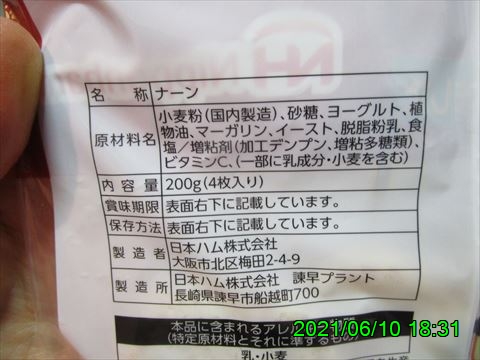 名称 ナーン
原材料名 小麦粉(国内製造)、砂糖、ヨーグルト、植
物油、マーガリン、イースト、脱脂粉乳、食
塩/増粘剤(加工デンプン、増粘多糖類)、
ビタミンC、(一部に乳成分・小麦を含む)
内容量 200g(4枚入り)
賞味期限 表面右下に記載しています。
保存方法 表面右下に記載しています。
製造者 日本ハム株式会社
大阪市北区梅田2-4-9
製造所 日本ハム株式会社 諫早プラント
長崎県諫早市船越町700
本品に含まれるアレ
(特定原材料とそれに準ずるもの)
乳・小麦
2021/06/10 18:31